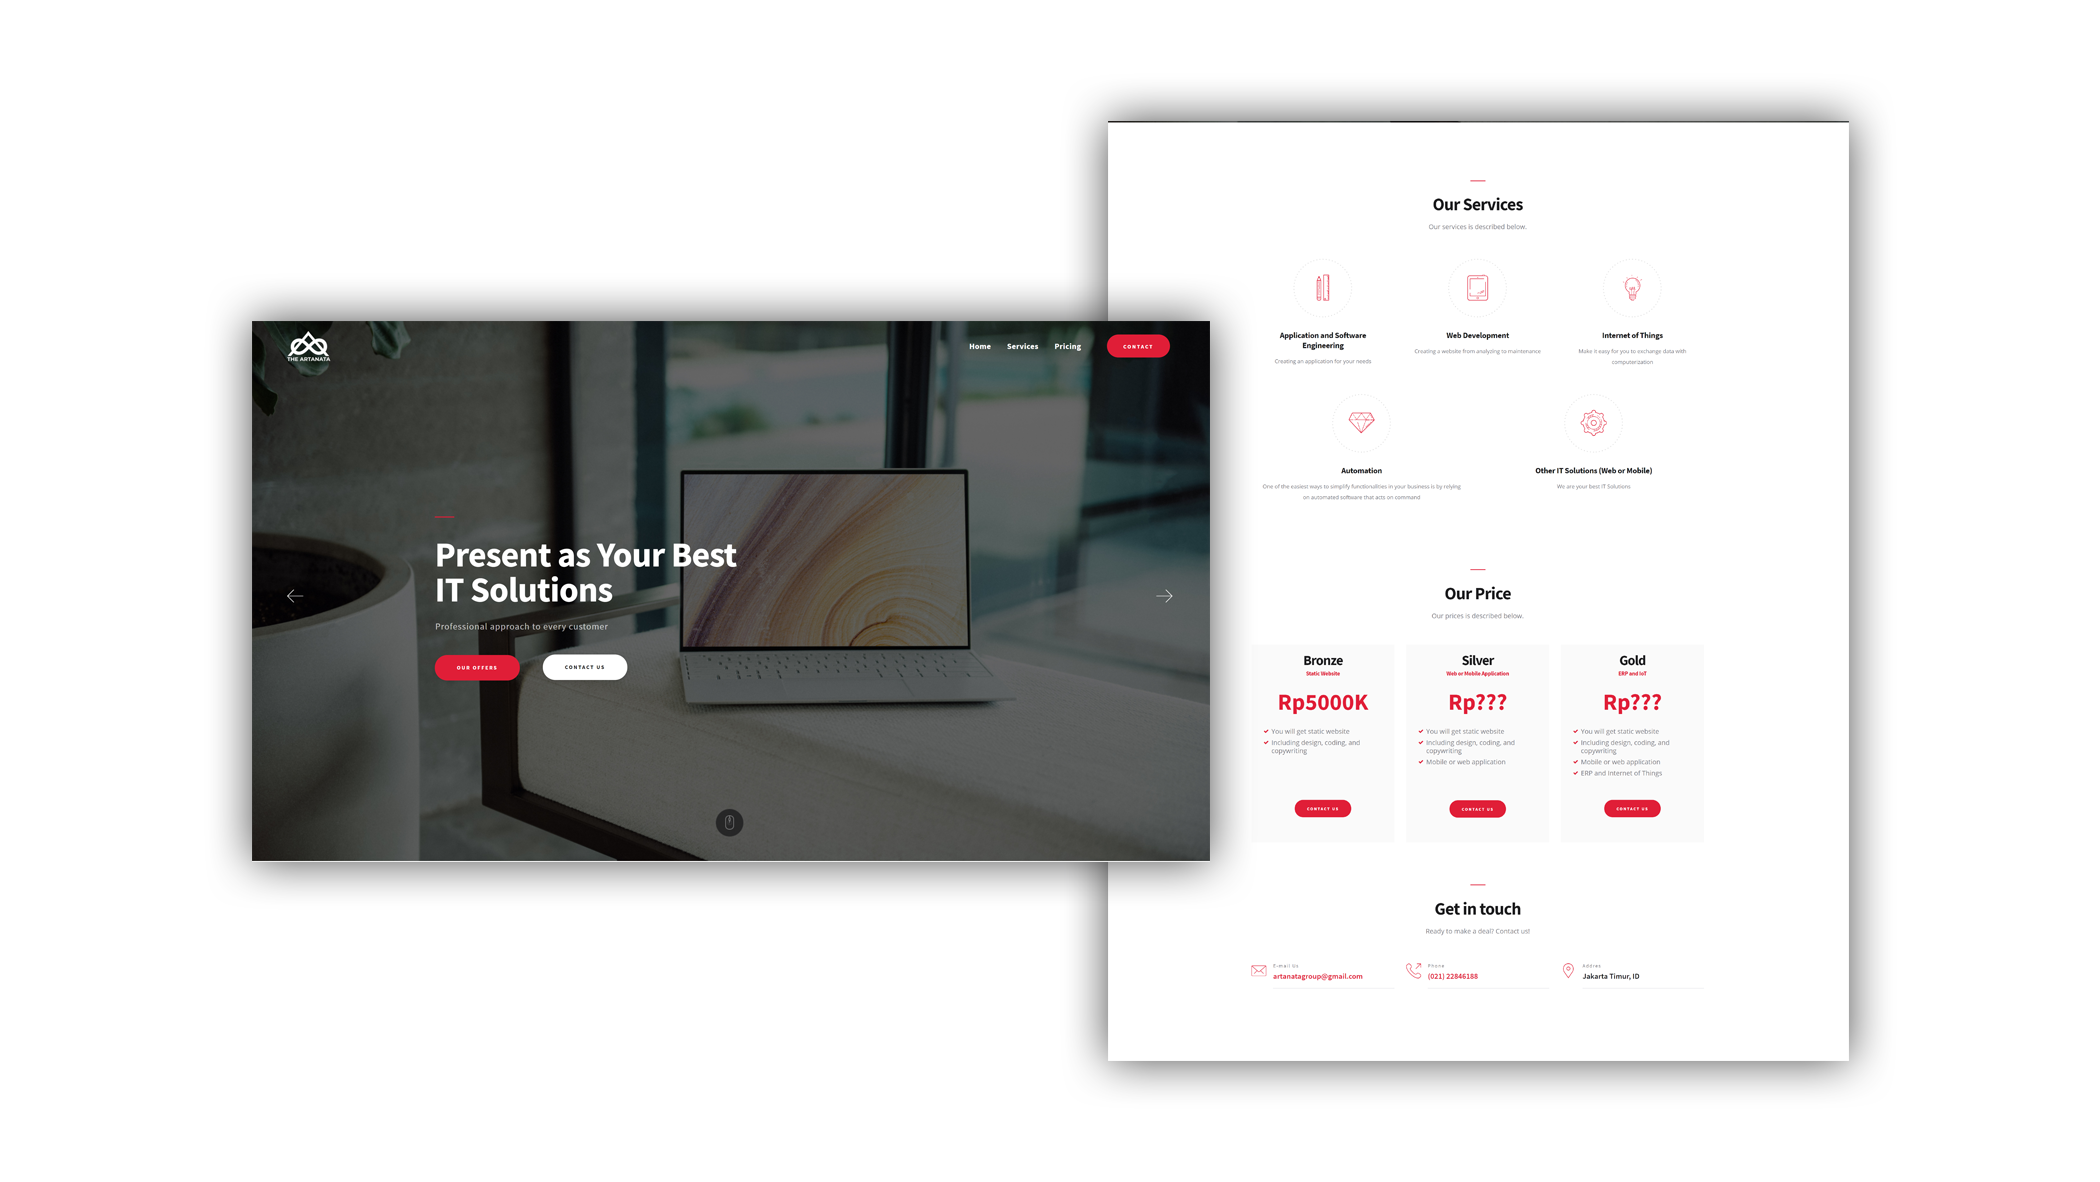 THE ARTANATA
Home Services Pricing CONTACT
Present as Your Best
IT Solutions
Professional approach to every customer
OUR OFFERS CONTACT US
Our Services
Our services is described below.
Application and Software
Engineering
Creating an application for your needs
Web Development
Creating a website from analyzing to maintenance
Internet of Things
Make it easy for you to exchange data with
computerization
Automation
One of the easiest ways to simplify functionalities in your business is by relying
on automated software that acts on command
Other IT Solutions (Web or Mobile)
We are your best IT Solutions
Our Price
Our prices is described below.
Bronze
Static Website
Rp5000K
You will get static website
Including design, coding, and
copywriting
CONTACT US
Silver
Web or Mobile Application
Rp???
You will get static website
Including design, coding, and
copywriting
Mobile or web application
CONTACT US
Gold
ERP and IoT
Rp???
You will get static website
Including design, coding, and
copywriting
Mobile or web application
ERP and Internet of Things
CONTACT US
Get in touch
Ready to make a deal? Contact us!
E-mail Us
artanatagroup@gmail.com
Phone
(021) 22846188
Addres
Jakarta Timur, ID